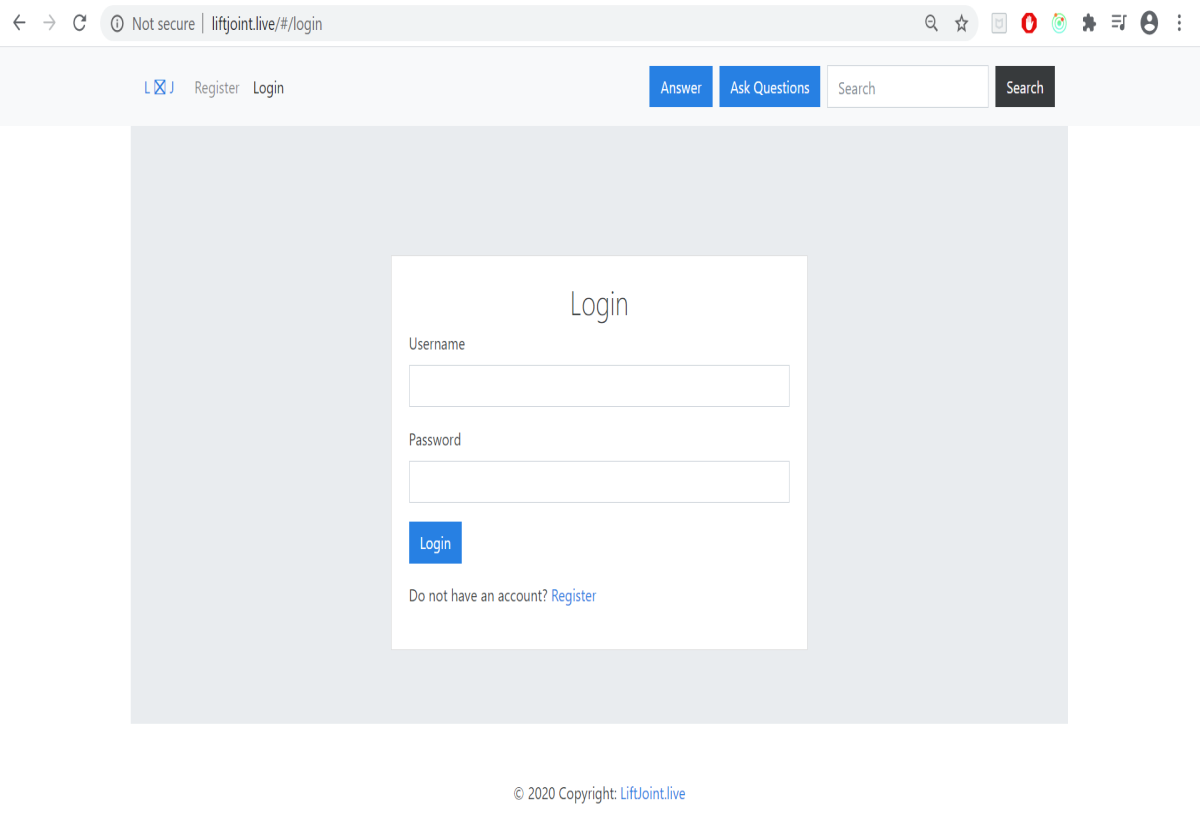 Not secure | liftjoint.live/#/login
L J Register Login Answer Ask Questions Search Search
Login
Username
Password
Login
Do not have an account? Register
© 2020 Copyright: LiftJoint.live